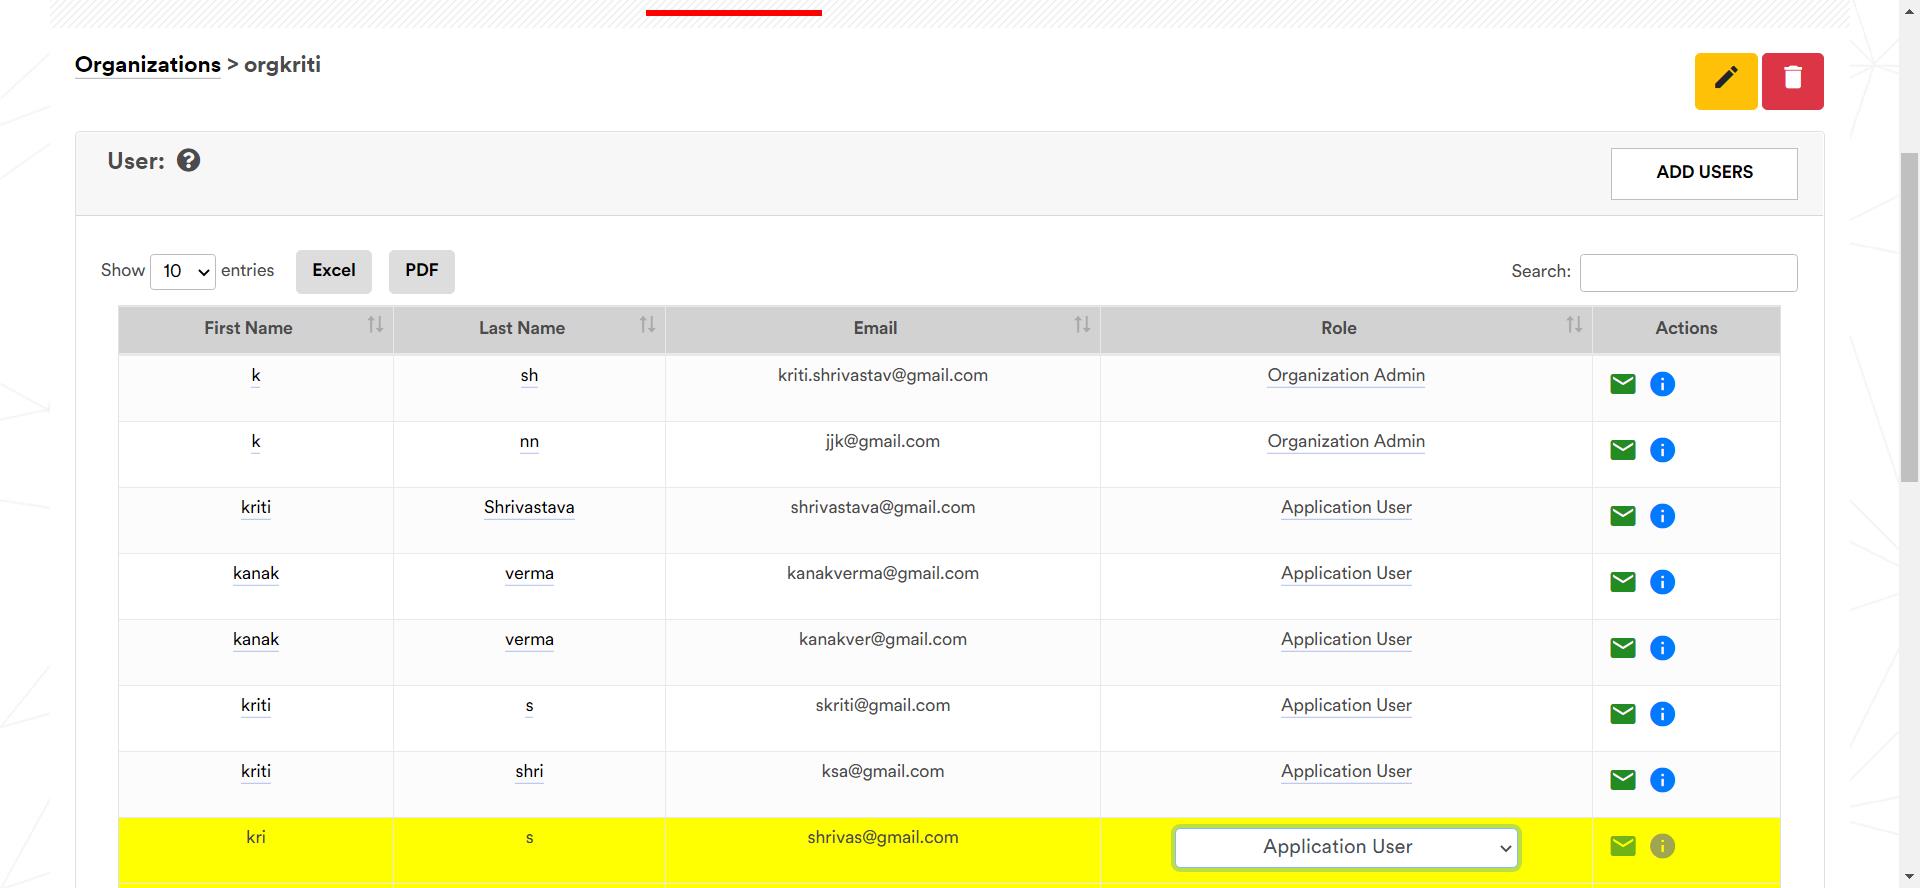 Organizations > orgkriti
User:
ADD USERS
Show 10 entries Excel PDF Search:
First Name Last Name Email Role Actions
k sh kriti.shrivastav@gmail.com Organization Admin
k nn jjk@gmail.com Organization Admin
kriti Shrivastava shrivastava@gmail.com Application User
kanak verma kanakverma@gmail.com Application User
kanak verma kanakver@gmail.com Application User
kriti s skriti@gmail.com Application User
kriti shri ksa@gmail.com Application User
kri s shrivas@gmail.com Application User